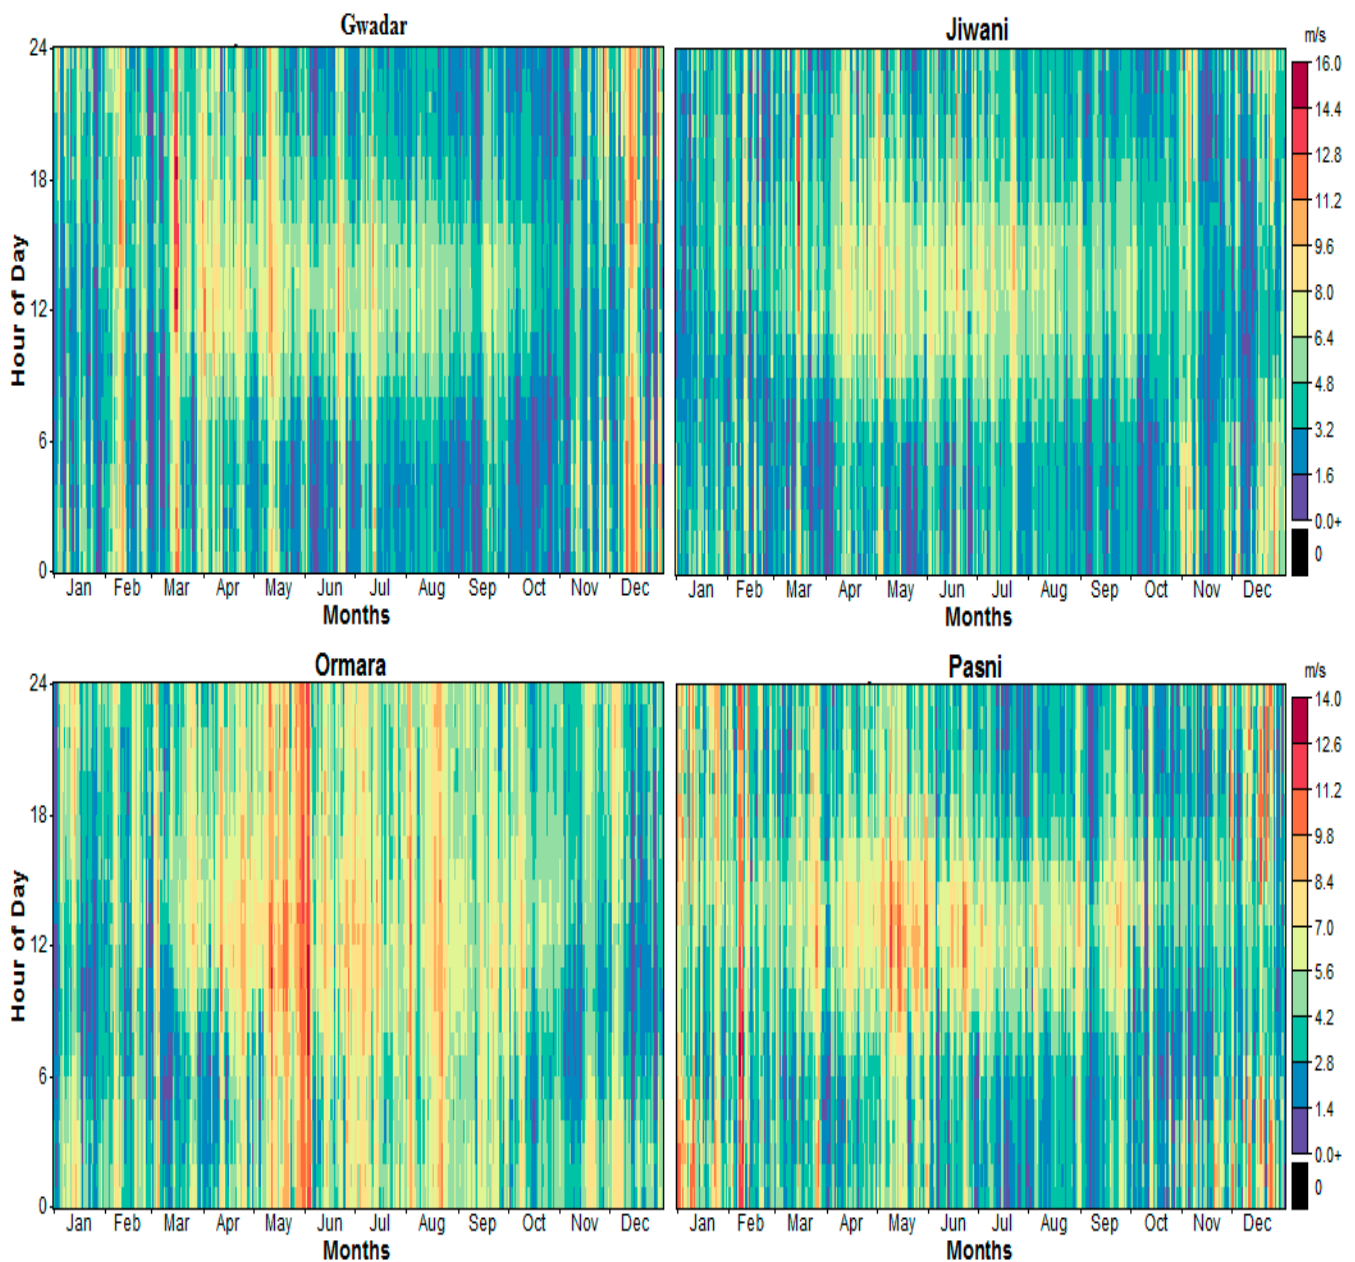 Gwadar
Jiwani
m/s
24
18
12
6
0
Hour of Day
Jan Feb Mar Apr May Jun Jul Aug Sep Oct Nov Dec
Months
Jan Feb Mar Apr May Jun Jul Aug Sep Oct Nov Dec
Months
16.0
14.4
12.8
11.2
9.6
8.0
6.4
4.8
3.2
1.6
0.0+
0
Ormara
Pasni
m/s
24
18
12
6
0
Hour of Day
Jan Feb Mar Apr May Jun Jul Aug Sep Oct Nov Dec
Months
Jan Feb Mar Apr May Jun Jul Aug Sep Oct Nov Dec
Months
14.0
12.6
11.2
9.8
8.4
7.0
5.6
4.2
2.8
1.4
0.0+
0